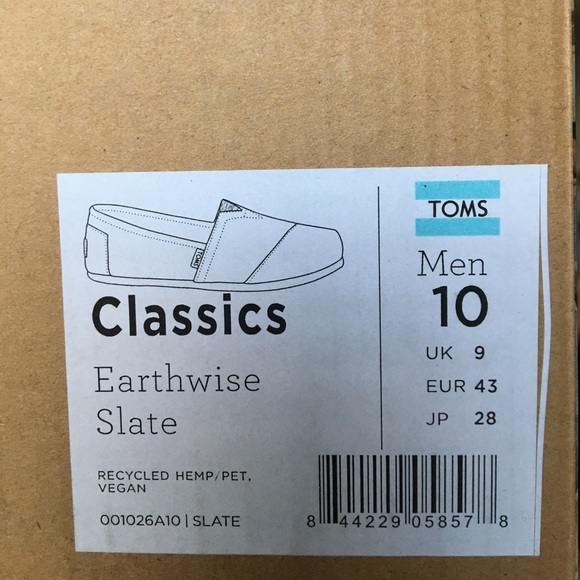 TOMS
TOMS
Men
10
Classics
UK 9
Earthwise
EUR 43
Slate
JP 28
RECYCLED HEMP/PET,
VEGAN
001026A10 | SLATE
8 44229 05857 8